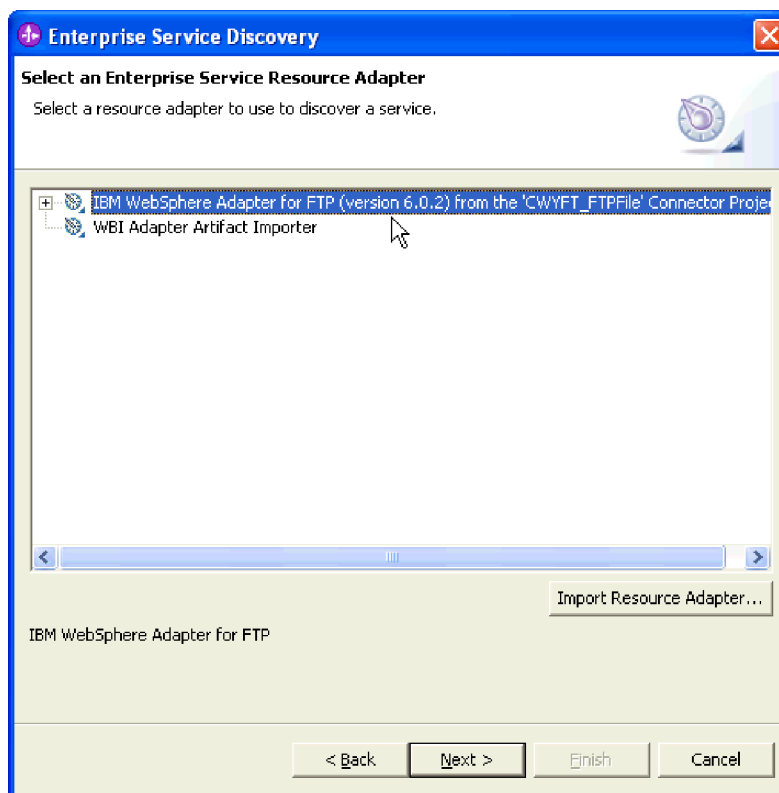 Enterprise Service Discovery
Select an Enterprise Service Resource Adapter
Select a resource adapter to use to discover a service.
IBM WebSphere Adapter for FTP (version 6.0.2) from the 'CWYFT_FTPFile' Connector Proje
WBI Adapter Artifact Importer
Import Resource Adapter...
IBM WebSphere Adapter for FTP
< Back Next > Finish Cancel